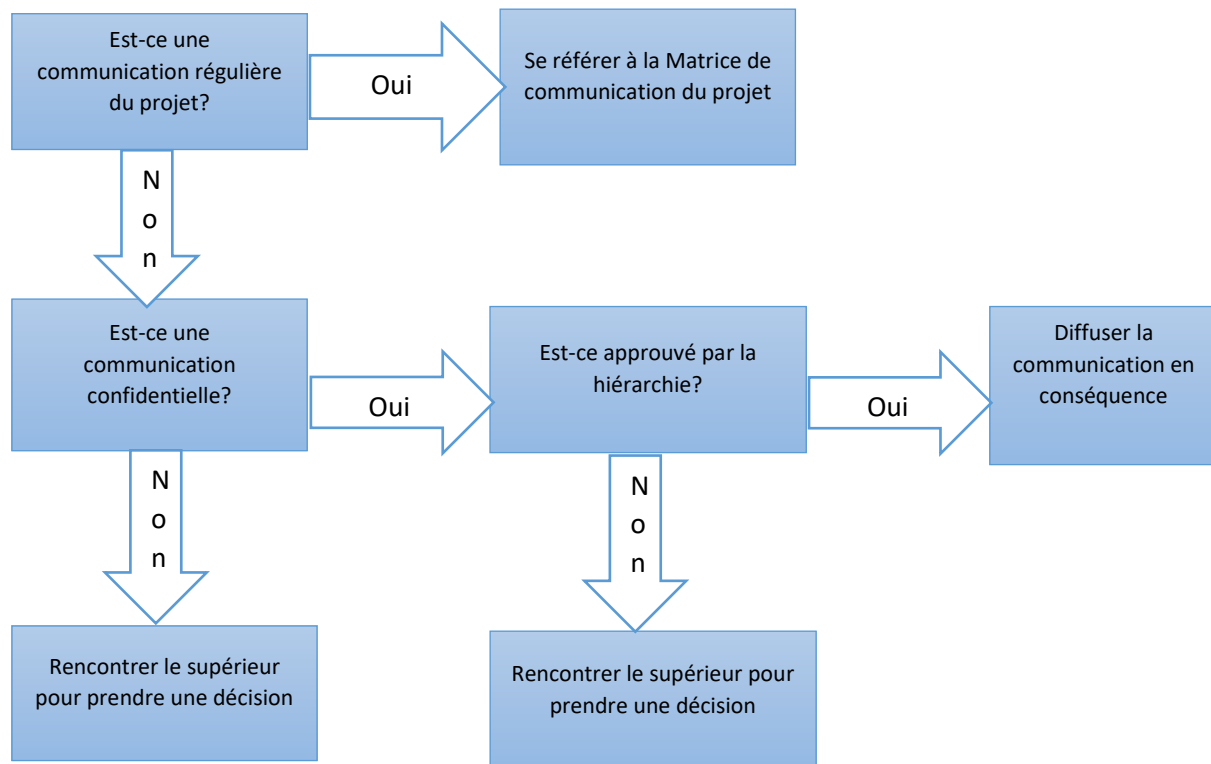 Est-ce une
communication régulière
du projet?
Oui
Se référer à la Matrice de
communication du projet
N
o
n
Est-ce une
communication
confidentielle?
Oui
Est-ce approuvé par la
hiérarchie?
Oui
Diffuser la
communication en
conséquence
N
o
n
N
o
n
Rencontrer le supérieur
pour prendre une décision
Rencontrer le supérieur pour
prendre une décision